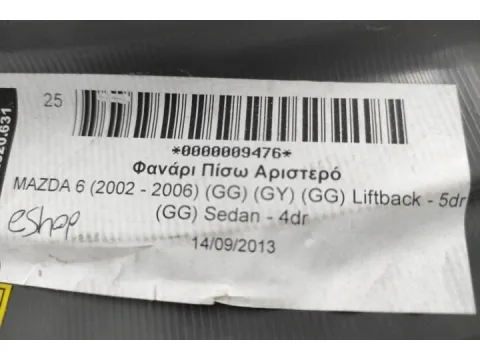 25
*0000009476*
Φανάρι Πίσω Αριστερό
MAZDA 6 (2002 - 2006) (GG) (GY) (GG) Liftback - 5dr
(GG) Sedan - 4dr
14/09/2013
eshop